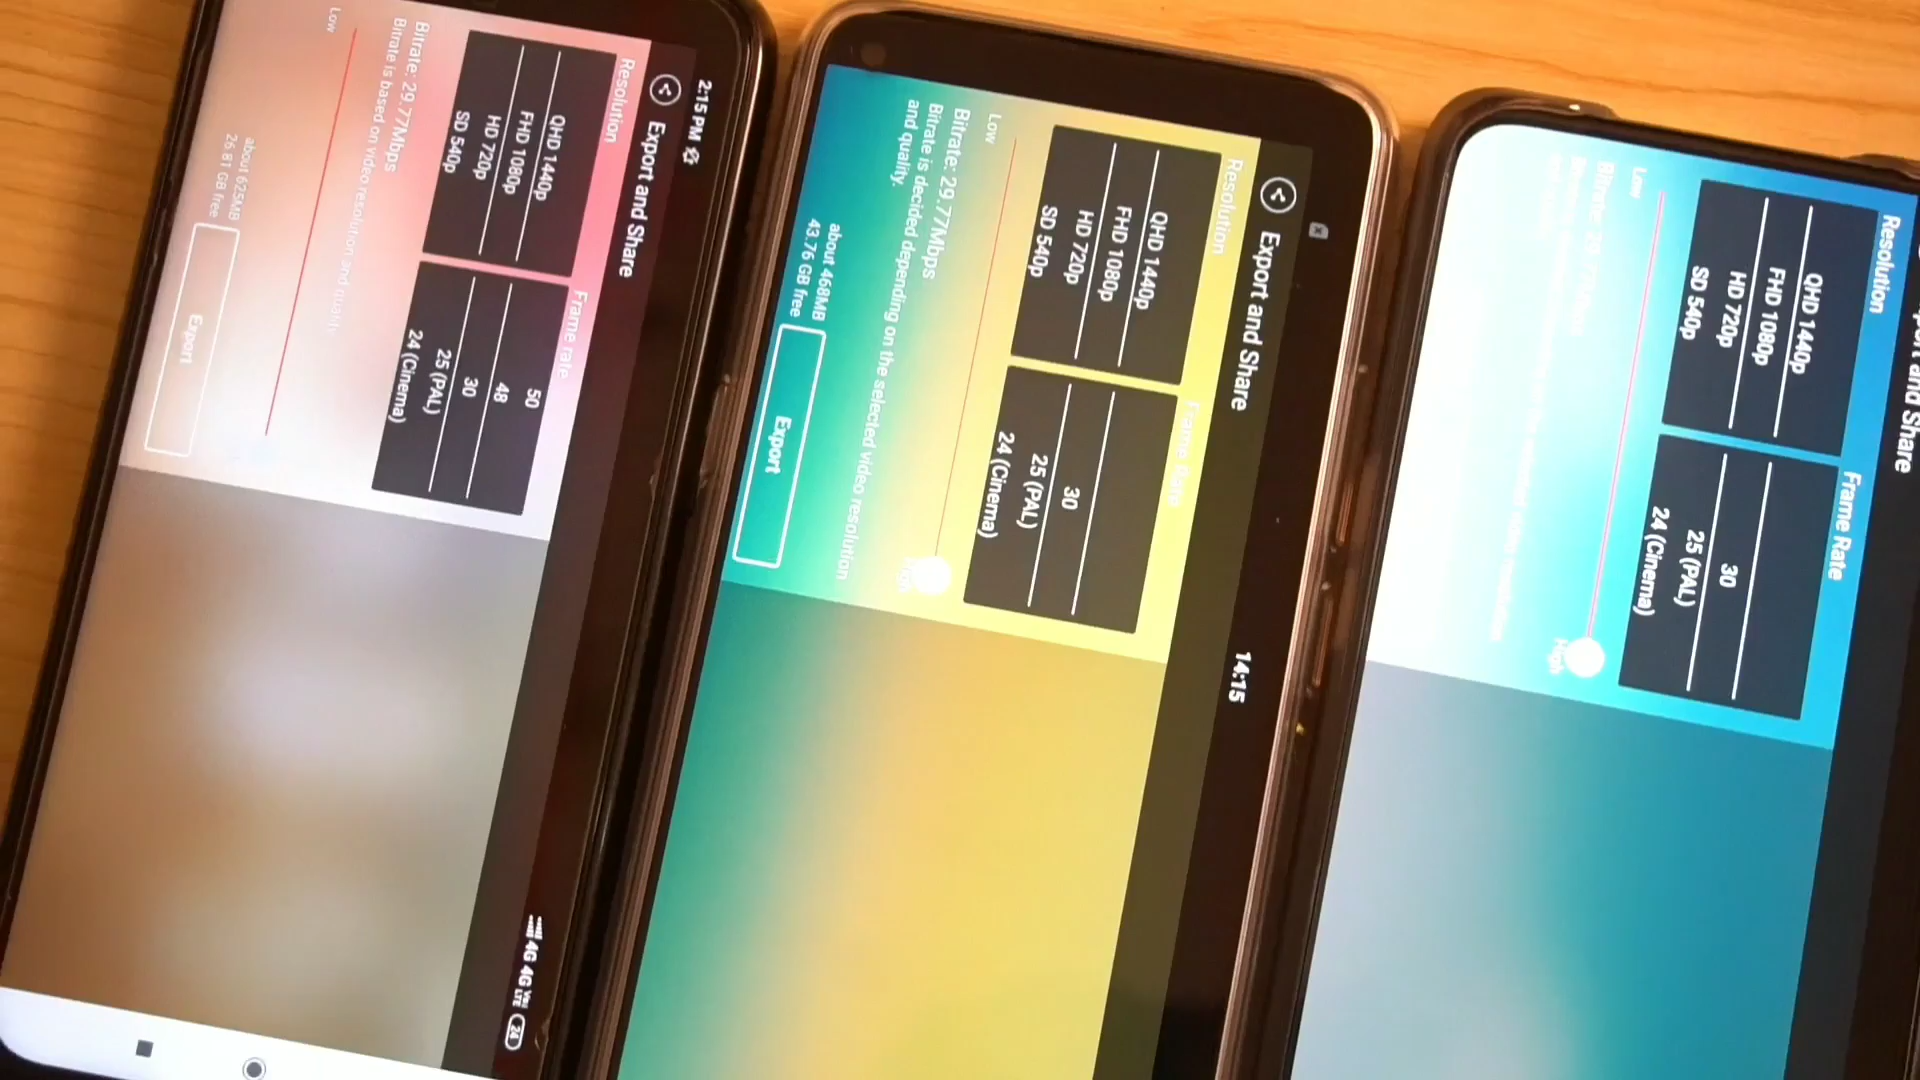 2:15 PM
4G 4G
24
Export and Share
Resolution
QHD 1440p
FHD 1080p
HD 720p
SD 540p
Frame rate
50
48
30
25 (PAL)
24 (Cinema)
Bitrate: 29.77Mbps
Bitrate is based on video resolution and quality.
Low
about 625MB
26.81 GB free
Export
14:15
Export and Share
Resolution
QHD 1440p
FHD 1080p
HD 720p
SD 540p
Frame Rate
30
25 (PAL)
24 (Cinema)
Low
High
Bitrate: 29.77Mbps
Bitrate is decided depending on the selected video resolution
and quality.
about 468MB
43.76 GB free
Export
and Share
Resolution
QHD 1440p
FHD 1080p
HD 720p
SD 540p
Frame Rate
30
25 (PAL)
24 (Cinema)
Low
High